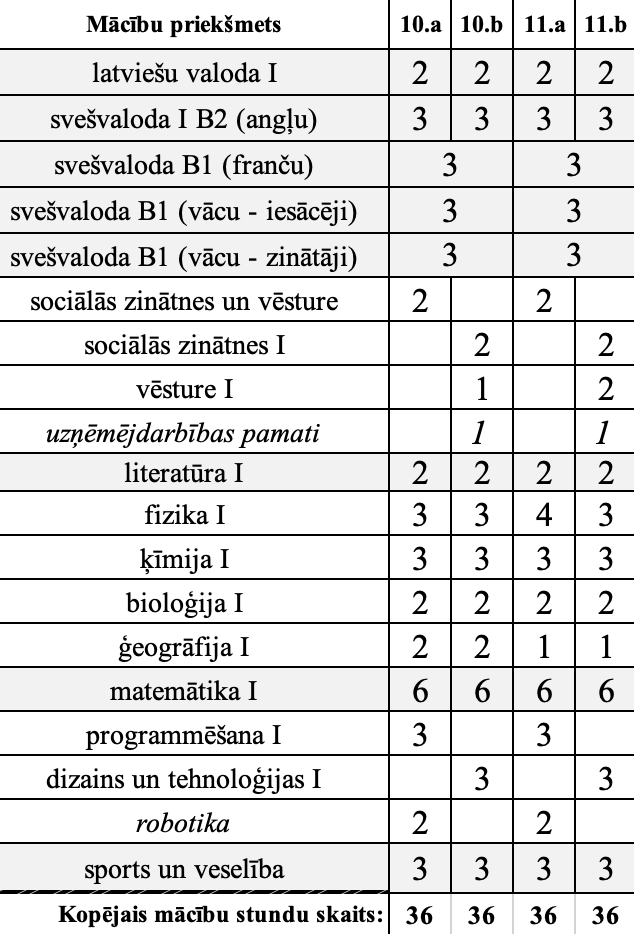 Mācību priekšmets 10.a 10.b 11.a 11.b
latviešu valoda I 2 2 2 2
svešvaloda I B2 (angļu) 3 3 3 3
svešvaloda B1 (franču) 3 3
svešvaloda B1 (vācu - iesācēji) 3 3
svešvaloda B1 (vācu - zinātāji) 3 3
sociālās zinātnes un vēsture 2 2
sociālās zinātnes I 2 2
vēsture I 1 2
uzņēmējdarbības pamati 1 1
literatūra I 2 2 2 2
fizika I 3 3 4 3
ķīmija I 3 3 3 3
bioloģija I 2 2 2 2
ģeogrāfija I 2 2 1 1
matemātika I 6 6 6 6
programmēšana I 3 3
dizains un tehnoloģijas I 3 3
robotika 2 2
sports un veselība 3 3 3 3
Kopējais mācību stundu skaits: 36 36 36 36